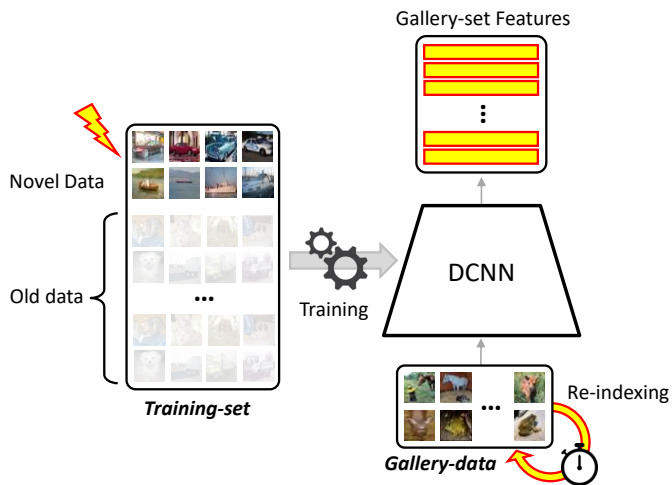 Gallery-set Features
Novel Data
Old data
...
Training-set
Training
DCNN
...
Re-indexing
Gallery-data